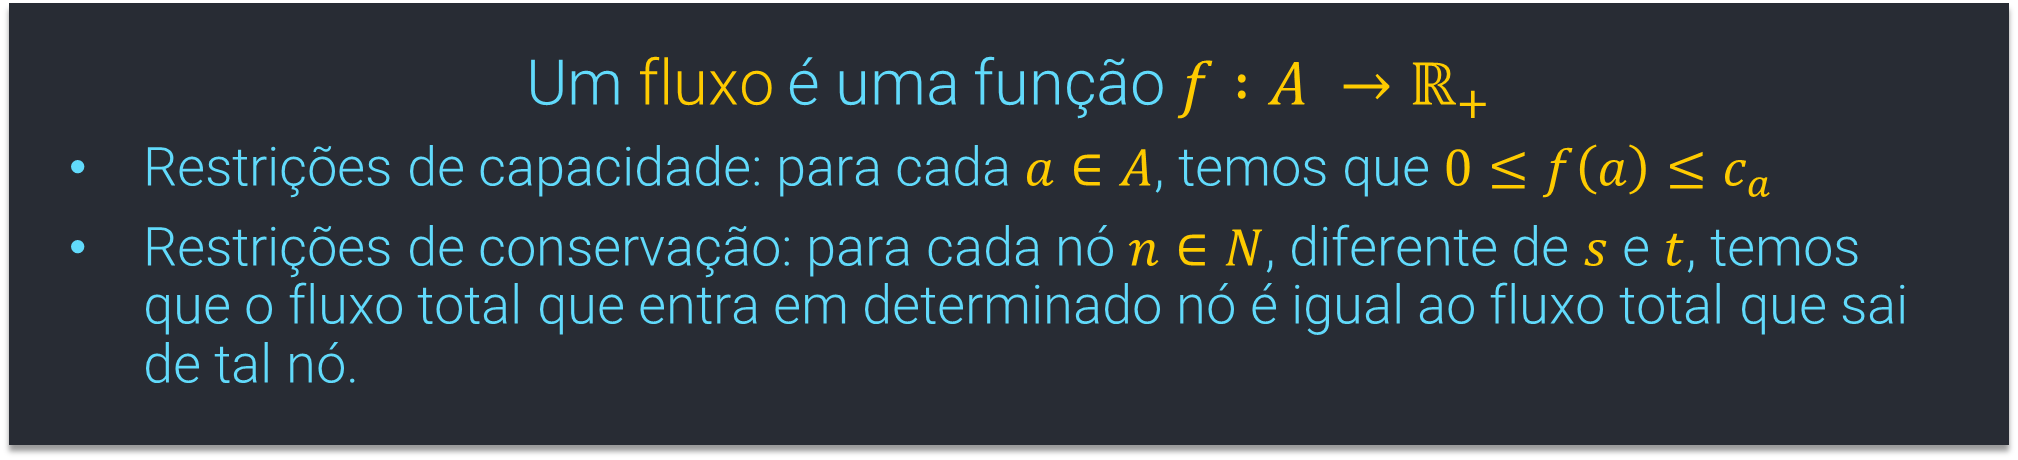 Um fluxo é uma função f : A → ℝ₊
• Restrições de capacidade: para cada a ∈ A, temos que 0 ≤ f(a) ≤ cₐ
• Restrições de conservação: para cada nó n ∈ N, diferente de s e t, temos
que o fluxo total que entra em determinado nó é igual ao fluxo total que sai
de tal nó.